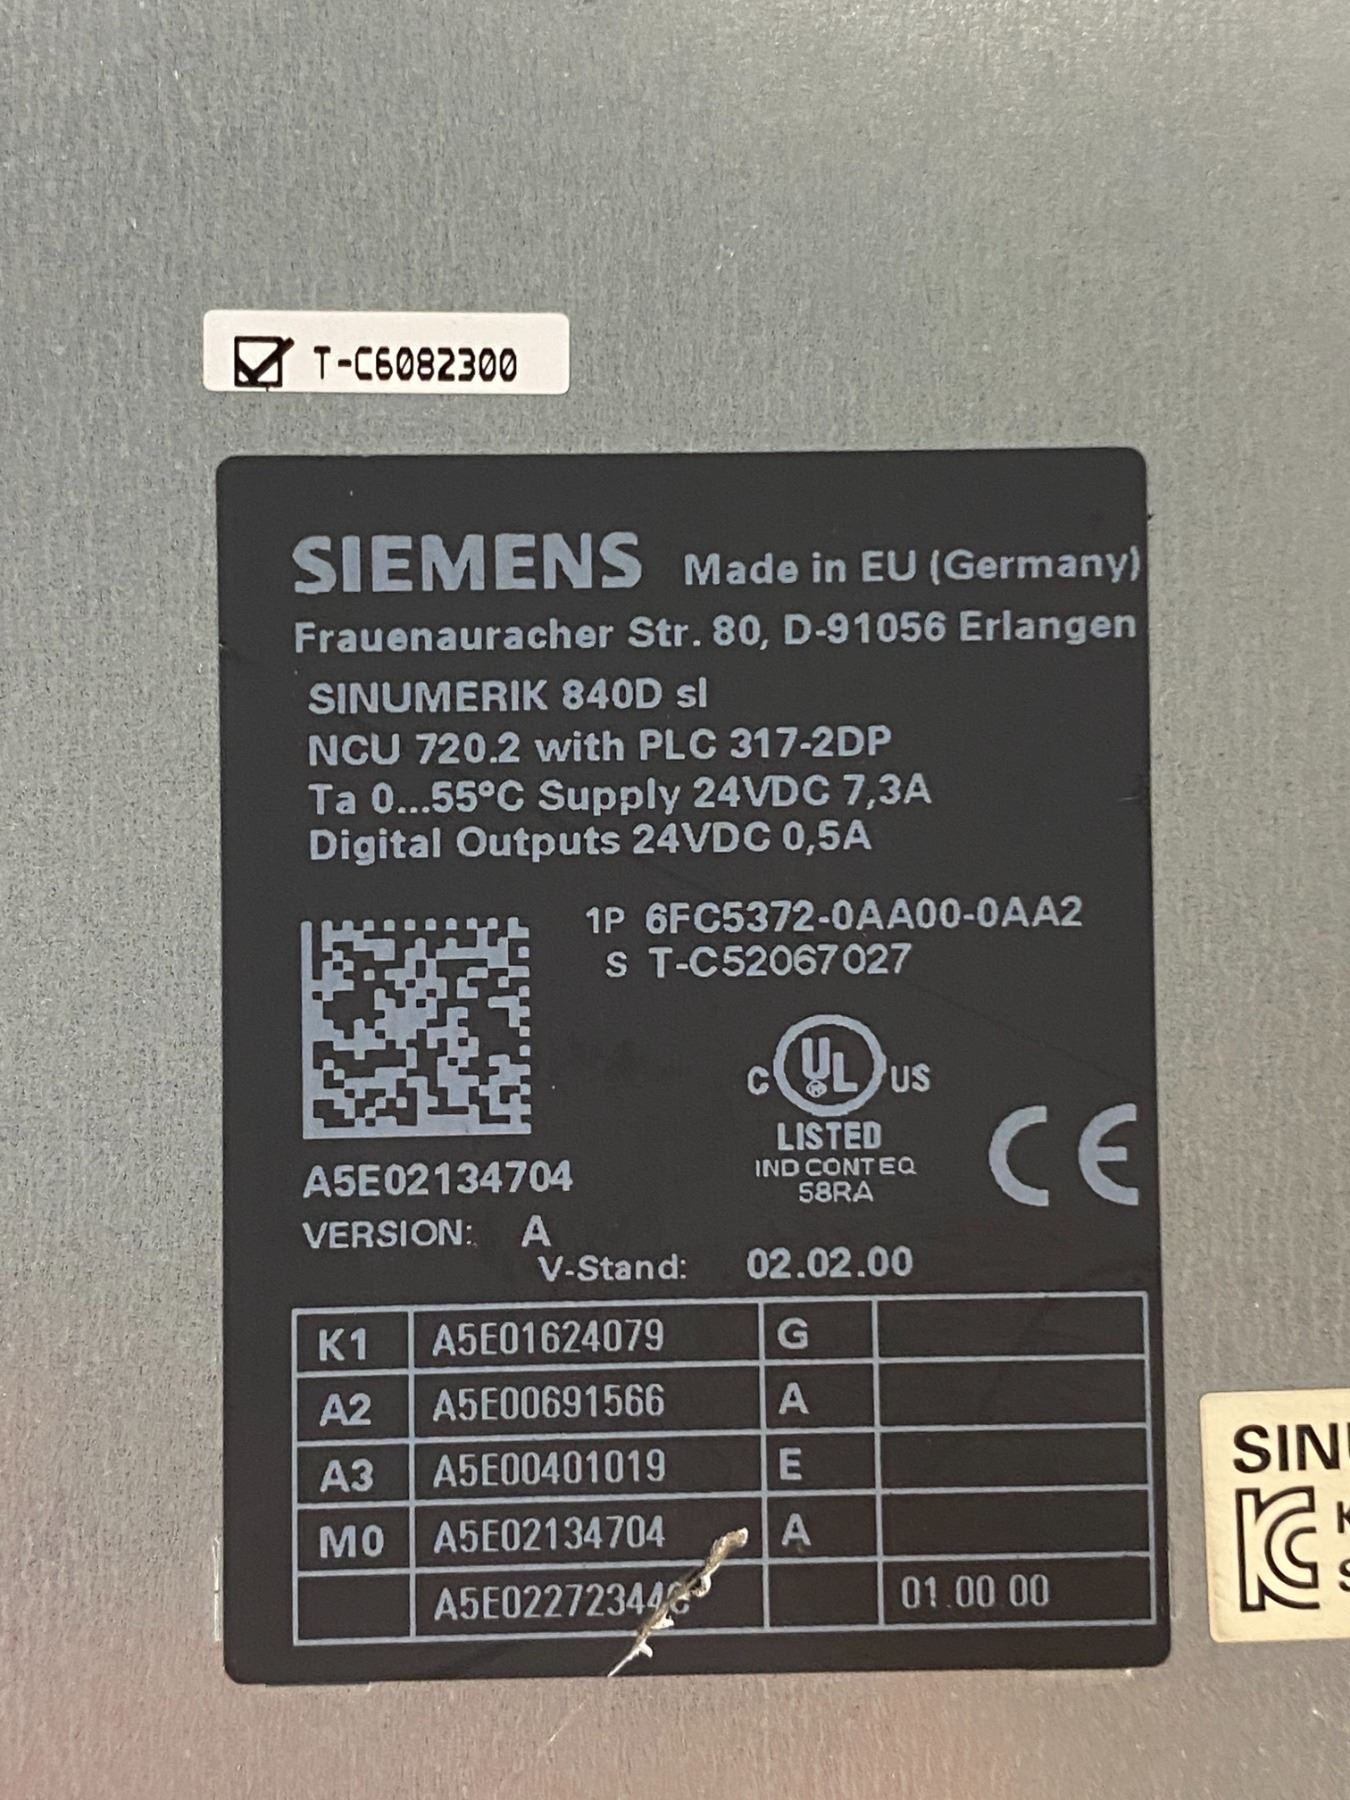 T-C6082300
SIEMENS Made in EU (Germany)
Frauenauracher Str. 80, D-91056 Erlangen
SINUMERIK 840D sl
NCU 720.2 with PLC 317-2DP
Ta 0...55°C Supply 24VDC 7,3A
Digital Outputs 24VDC 0,5A
1P 6FC5372-0AA00-0AA2
S T-C52067027
C UL US
LISTED
IND CONT EQ
58RA
CE
A5E02134704
VERSION: A
V-Stand: 02.02.00
K1 A5E01624079 G
A2 A5E00691566 A
A3 A5E00401019 E
M0 A5E02134704 A
01.00.00
SINU
KC